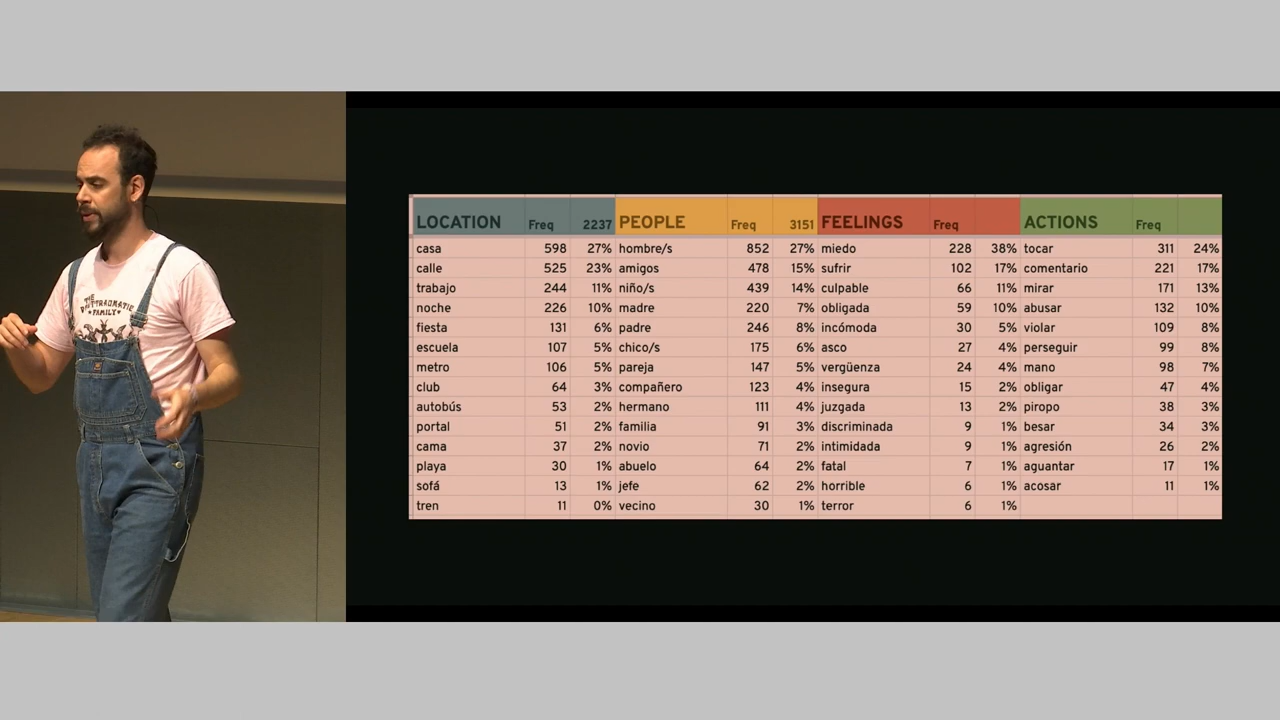 THE
POSTTRAUMATIC
FAMILY
LOCATION Freq 2237 PEOPLE Freq 3151 FEELINGS Freq ACTIONS Freq
casa 598 27% hombre/s 852 27% miedo 228 38% tocar 311 24%
calle 525 23% amigos 478 15% sufrir 102 17% comentario 221 17%
trabajo 244 11% niño/s 439 14% culpable 66 11% mirar 171 13%
noche 226 10% madre 220 7% obligada 59 10% abusar 132 10%
fiesta 131 6% padre 246 8% incómoda 30 5% violar 109 8%
escuela 107 5% chico/s 175 6% asco 27 4% perseguir 99 8%
metro 106 5% pareja 147 5% vergüenza 24 4% mano 98 7%
club 64 3% compañero 123 4% insegura 15 2% obligar 47 4%
autobús 53 2% hermano 111 4% juzgada 13 2% piropo 38 3%
portal 51 2% familia 91 3% discriminada 9 1% besar 34 3%
cama 37 2% novio 71 2% intimidada 9 1% agresión 26 2%
playa 30 1% abuelo 64 2% fatal 7 1% aguantar 17 1%
sofá 13 1% jefe 62 2% horrible 6 1% acosar 11 1%
tren 11 0% vecino 30 1% terror 6 1%